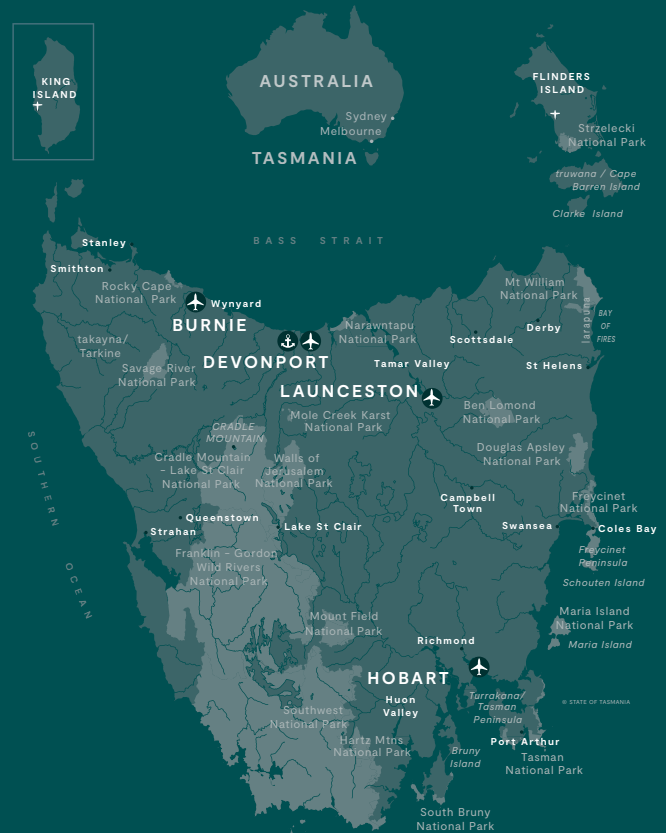 KING
ISLAND
AUSTRALIA
Sydney
Melbourne
TASMANIA
FLINDERS
ISLAND
Strzelecki
National Park
truwana / Cape
Barren Island
Clarke Island
BASS STRAIT
Stanley
Smithton
Rocky Cape
National Park
Wynyard
BURNIE
DEVONPORT
Narawntapu
National Park
Mt William
National Park
larapuna
BAY
OF
FIRES
Derby
Scottsdale
St Helens
takayna/
Tarkine
Savage River
National Park
Tamar Valley
LAUNCESTON
Mole Creek Karst
National Park
Ben Lomond
National Park
CRADLE
MOUNTAIN
Cradle Mountain
- Lake St Clair
National Park
Walls of
Jerusalem
National Park
Douglas Apsley
National Park
Campbell
Town
Freycinet
National Park
SOUTHERN OCEAN
Queenstown
Strahan
Lake St Clair
Swansea
Coles Bay
Freycinet
Peninsula
Schouten Island
Franklin - Gordon
Wild Rivers
National Park
Mount Field
National Park
Maria Island
National Park
Maria Island
Richmond
HOBART
Huon
Valley
Turrakana/
Tasman
Peninsula
© STATE OF TASMANIA
Southwest
National Park
Hartz Mtns
National Park
Bruny
Island
Port Arthur
Tasman
National Park
South Bruny
National Park